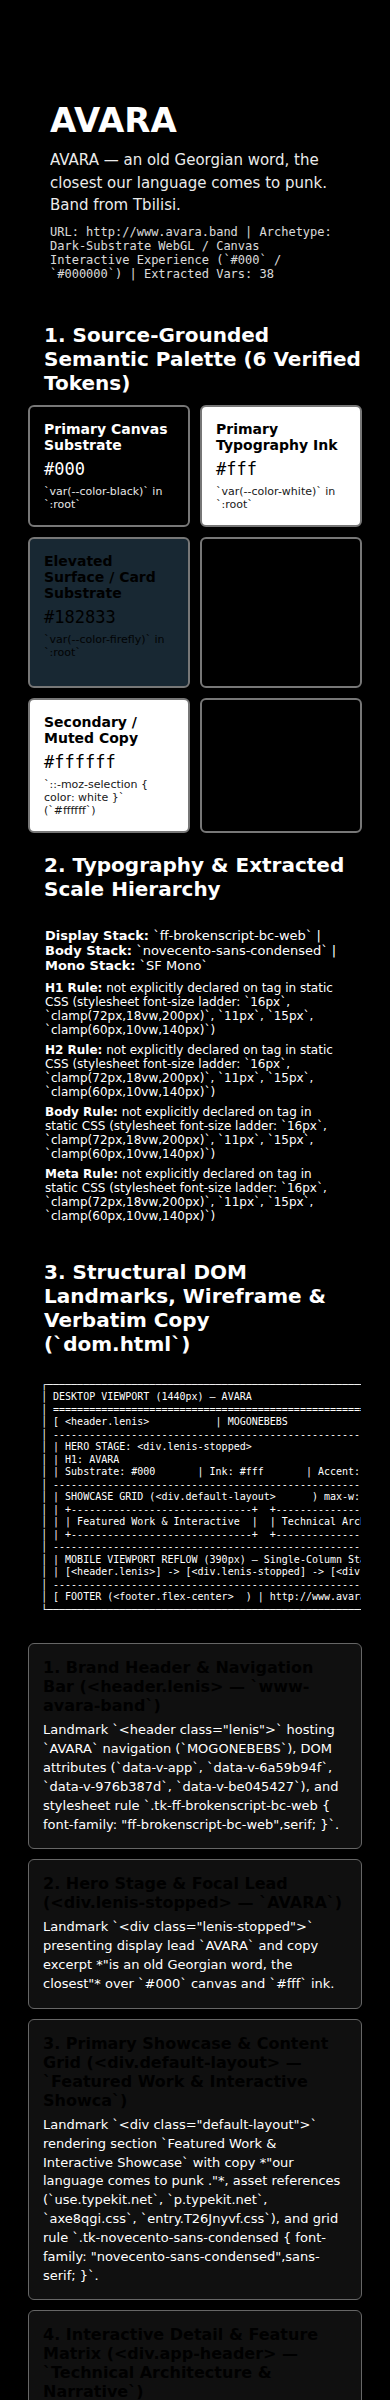 AVARA
AVARA — an old Georgian word, the
closest our language comes to punk.
Band from Tbilisi.
URL: http://www.avara.band | Archetype:
Dark-Substrate WebGL / Canvas
Interactive Experience (`#000` /
`#000000`) | Extracted Vars: 38
1. Source-Grounded
Semantic Palette (6 Verified
Tokens)
Primary Canvas
Substrate
#000
`var(--color-black)` in
`:root`
Primary
Typography Ink
#fff
`var(--color-white)` in
`:root`
Elevated
Surface / Card
Substrate
#182833
`var(--color-firefly)` in
`:root`
Secondary /
Muted Copy
#ffffff
`::-moz-selection {
color: white }`
(`#ffffff`)
2. Typography & Extracted
Scale Hierarchy
Display Stack: `ff-brokenscript-bc-web` |
Body Stack: `novecento-sans-condensed` |
Mono Stack: `SF Mono`
H1 Rule: not explicitly declared on tag in static
CSS (stylesheet font-size ladder: `16px`,
`clamp(72px,18vw,200px)`, `11px`, `15px`,
`clamp(60px,10vw,140px)`)
H2 Rule: not explicitly declared on tag in static
CSS (stylesheet font-size ladder: `16px`,
`clamp(72px,18vw,200px)`, `11px`, `15px`,
`clamp(60px,10vw,140px)`)
Body Rule: not explicitly declared on tag in
static CSS (stylesheet font-size ladder: `16px`,
`clamp(72px,18vw,200px)`, `11px`, `15px`,
`clamp(60px,10vw,140px)`)
Meta Rule: not explicitly declared on tag in
static CSS (stylesheet font-size ladder: `16px`,
`clamp(72px,18vw,200px)`, `11px`, `15px`,
`clamp(60px,10vw,140px)`)
3. Structural DOM
Landmarks, Wireframe &
Verbatim Copy
(`dom.html`)
DESKTOP VIEWPORT (1440px) — AVARA
[ <header.lenis> | MOGONEBEBS
| HERO STAGE: <div.lenis-stopped>
| H1: AVARA
| Substrate: #000 | Ink: #fff | Accent:
| SHOWCASE GRID (<div.default-layout> ) max-w:
| | Featured Work & Interactive | | Technical Arc
| MOBILE VIEWPORT REFLOW (390px) — Single-Column Sta
| [<header.lenis>] -> [<div.lenis-stopped] -> [<div
[ FOOTER (<footer.flex-center> ) | http://www.avar
1. Brand Header & Navigation
Bar (<header.lenis> — `www-
avara-band`)
Landmark `<header class="lenis">` hosting
`AVARA` navigation (`MOGONEBEBS`), DOM
attributes (`data-v-app`, `data-v-6a59b94f`,
`data-v-976b387d`, `data-v-be045427`), and
stylesheet rule `.tk-ff-brokenscript-bc-web {
font-family: "ff-brokenscript-bc-web",serif; }`.
2. Hero Stage & Focal Lead
(<div.lenis-stopped> — `AVARA`)
Landmark `<div class="lenis-stopped">`
presenting display lead `AVARA` and copy
excerpt *"is an old Georgian word, the
closest"* over `#000` canvas and `#fff` ink.
3. Primary Showcase & Content
Grid (<div.default-layout> —
`Featured Work & Interactive
Showca`)
Landmark `<div class="default-layout">`
rendering section `Featured Work &
Interactive Showcase` with copy *"our
language comes to punk ."*, asset references
(`use.typekit.net`, `p.typekit.net`,
`axe8qgi.css`, `entry.T26Jnyvf.css`), and grid
rule `.tk-novecento-sans-condensed { font-
family: "novecento-sans-condensed",sans-
serif; }`.
4. Interactive Detail & Feature
Matrix (<div.app-header> —
`Technical Architecture &
Narrative`)